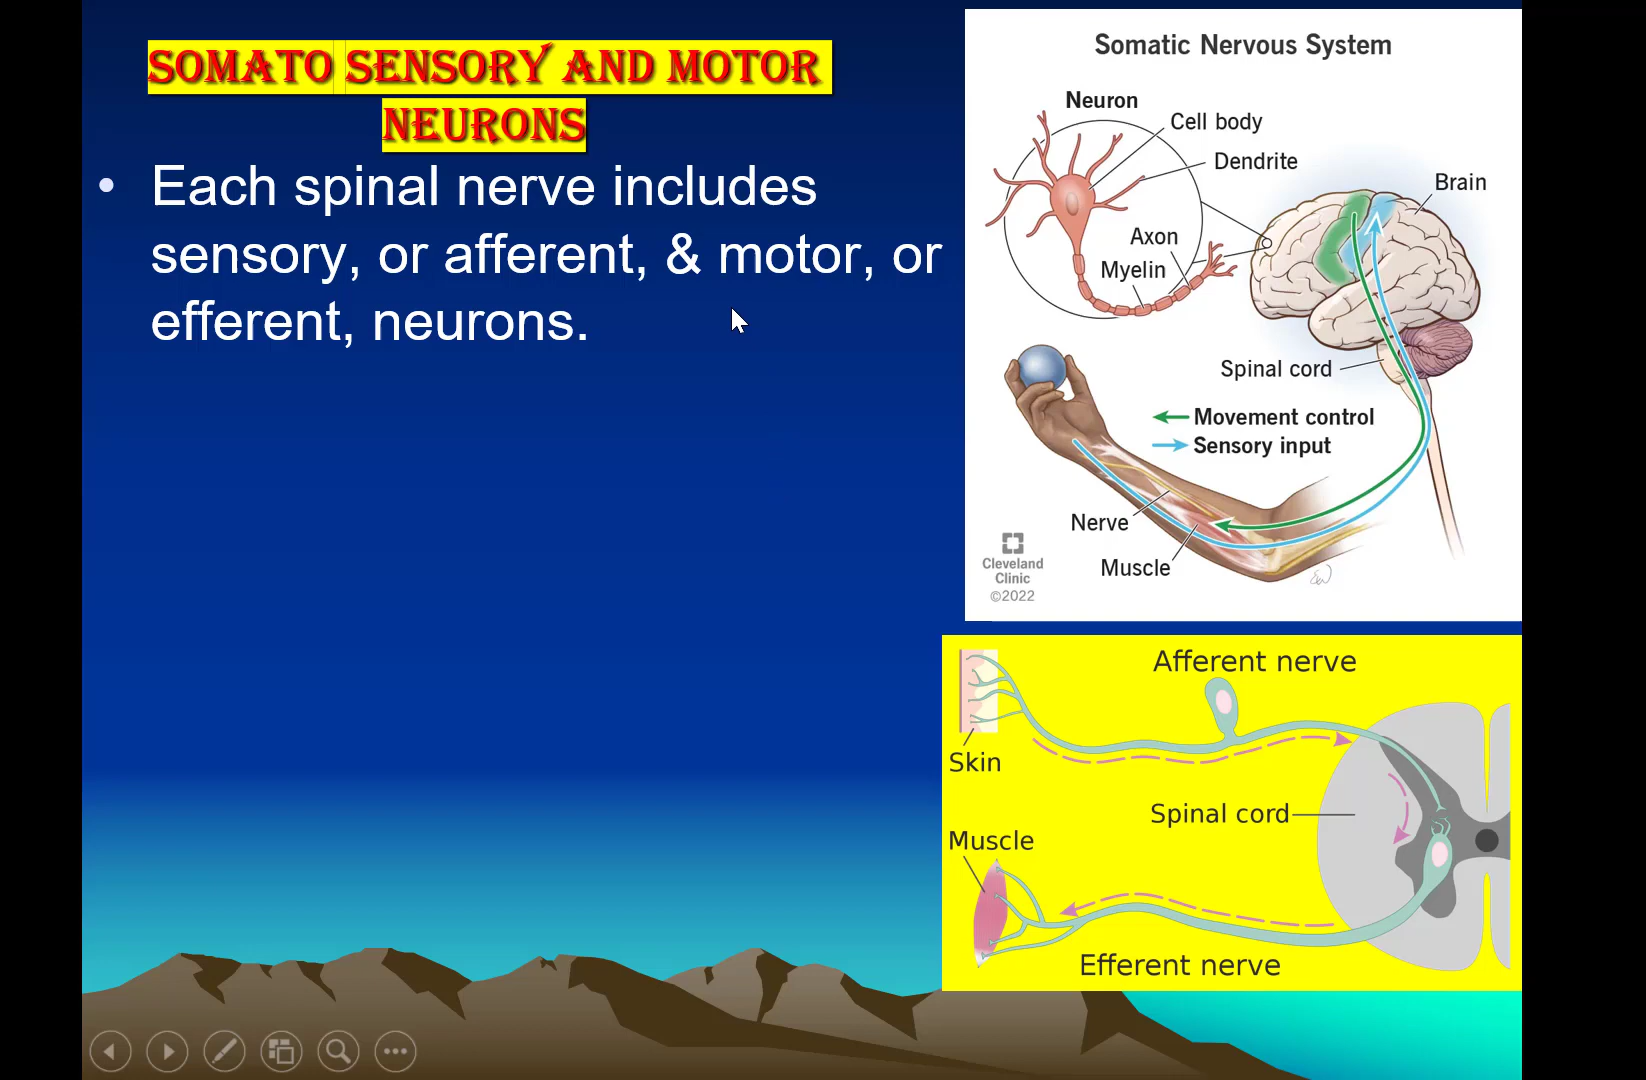 SOMATO SENSORY AND MOTOR
NEURONS
• Each spinal nerve includes
sensory, or afferent, & motor, or
efferent, neurons.
Somatic Nervous System
Neuron
Cell body
Dendrite
Brain
Axon
Myelin
Spinal cord
Movement control
Sensory input
Nerve
Muscle
Cleveland
Clinic
©2022
Afferent nerve
Skin
Spinal cord
Muscle
Efferent nerve